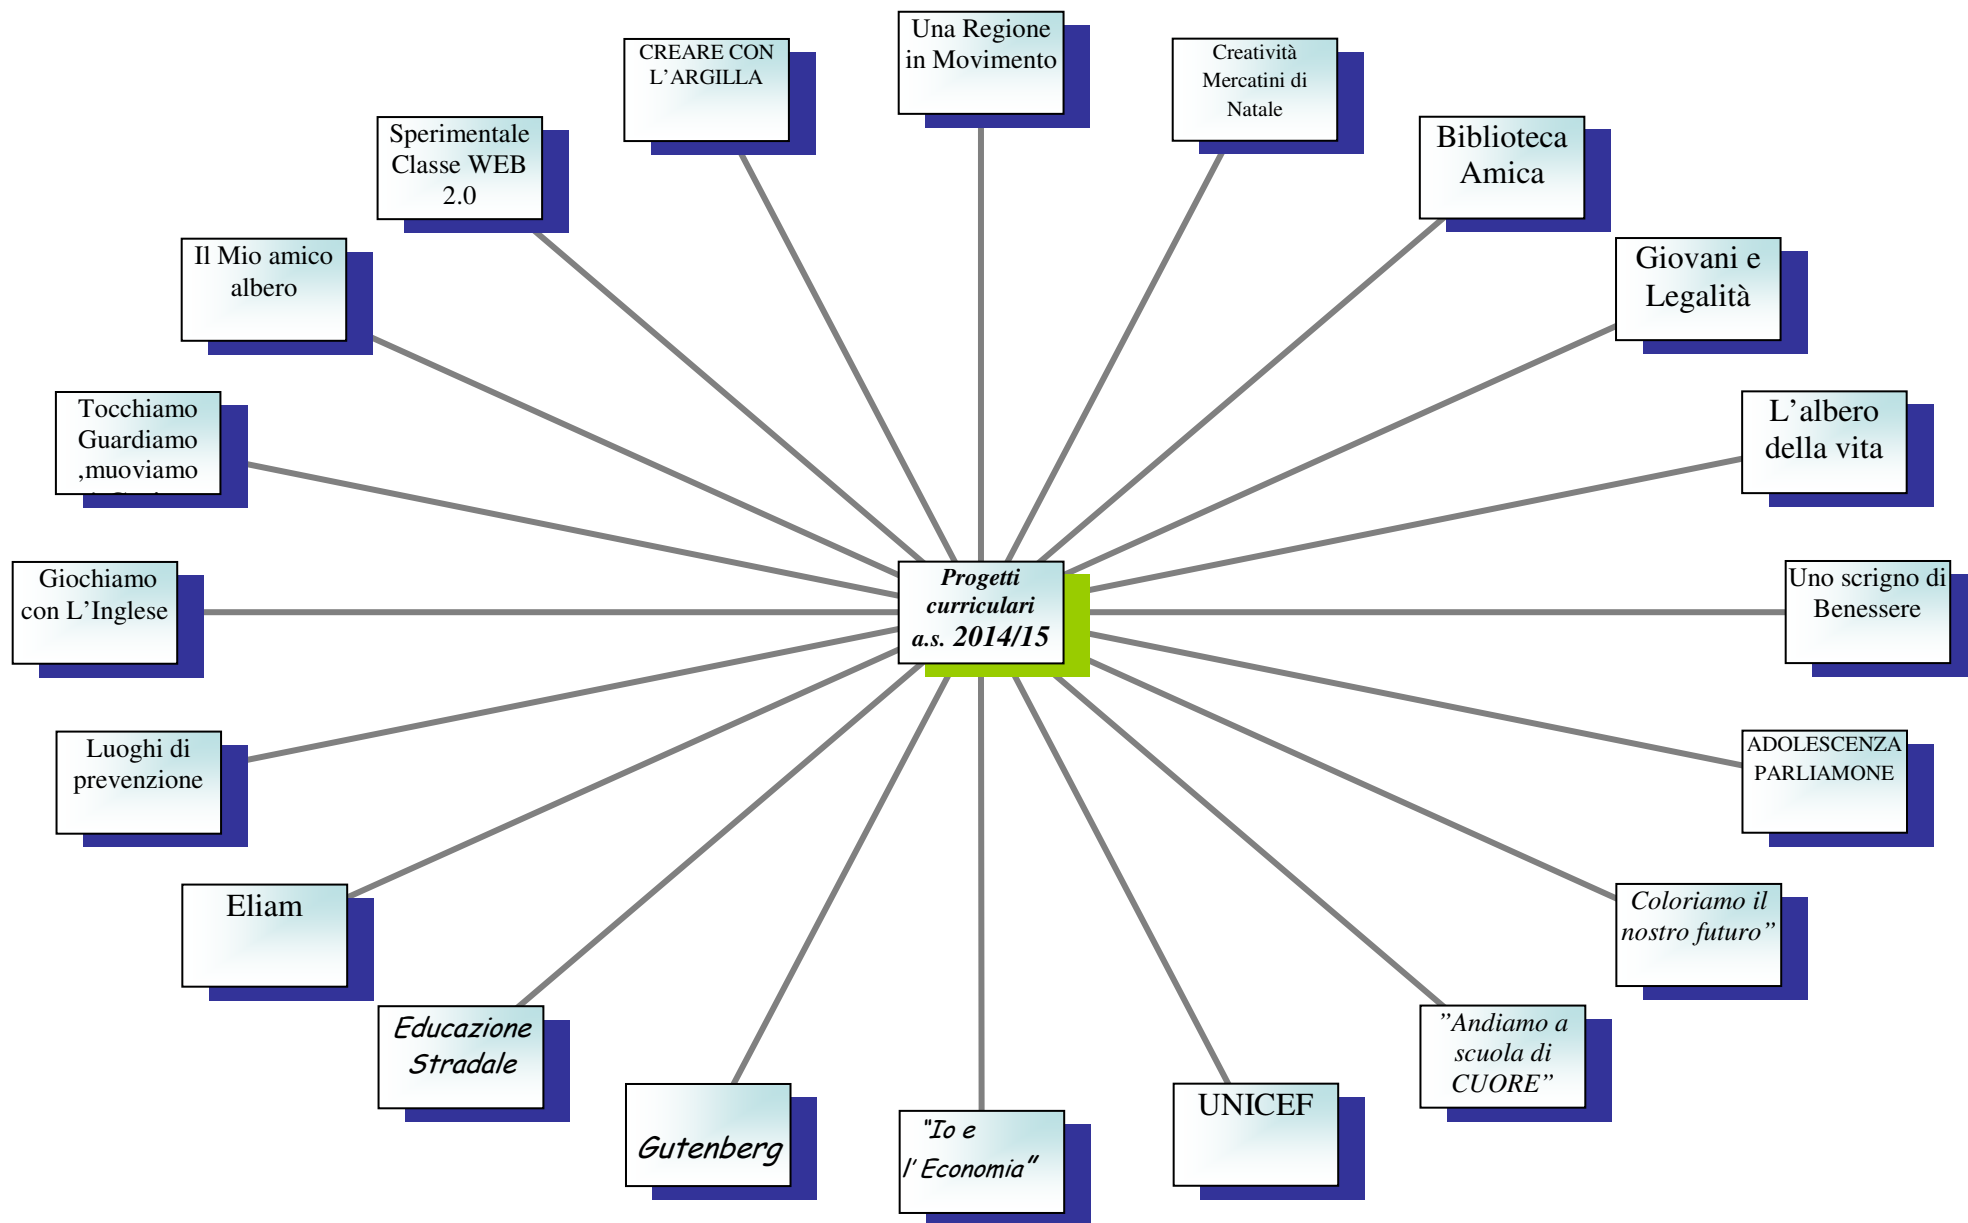 Una Regione
in Movimento
Creatività
Mercatini di
Natale
Biblioteca
Amica
Giovani e
Legalità
L’albero
della vita
Uno scrigno di
Benessere
ADOLESCENZA
PARLIAMONE
Coloriamo il
nostro futuro”
”Andiamo a
scuola di
CUORE”
UNICEF
“Io e
l’ Economia”
Gutenberg
Educazione
Stradale
Eliam
Luoghi di
prevenzione
Giochiamo
con L’Inglese
Tocchiamo
Guardiamo
,muoviamo
Il Mio amico
albero
Sperimentale
Classe WEB
2.0
CREARE CON
L’ARGILLA
Progetti
curriculari
a.s. 2014/15